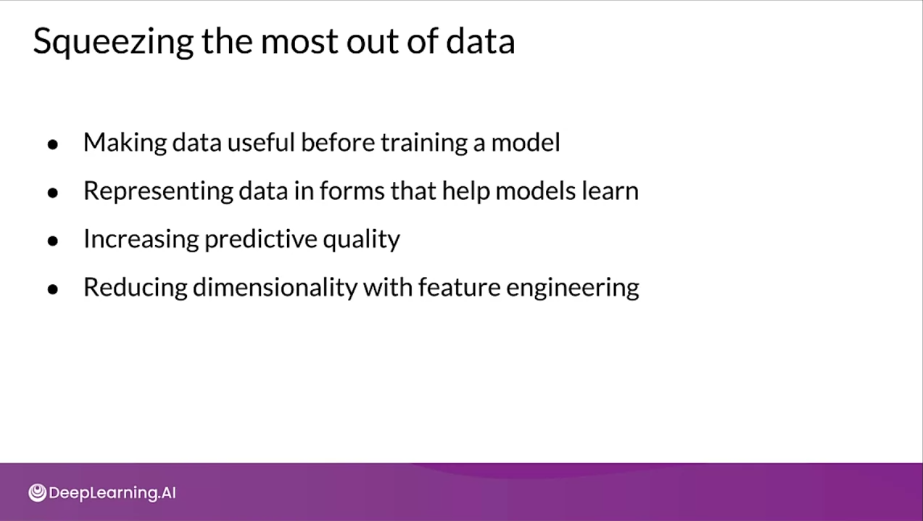 Squeezing the most out of data
● Making data useful before training a model
● Representing data in forms that help models learn
● Increasing predictive quality
● Reducing dimensionality with feature engineering
DeepLearning.AI